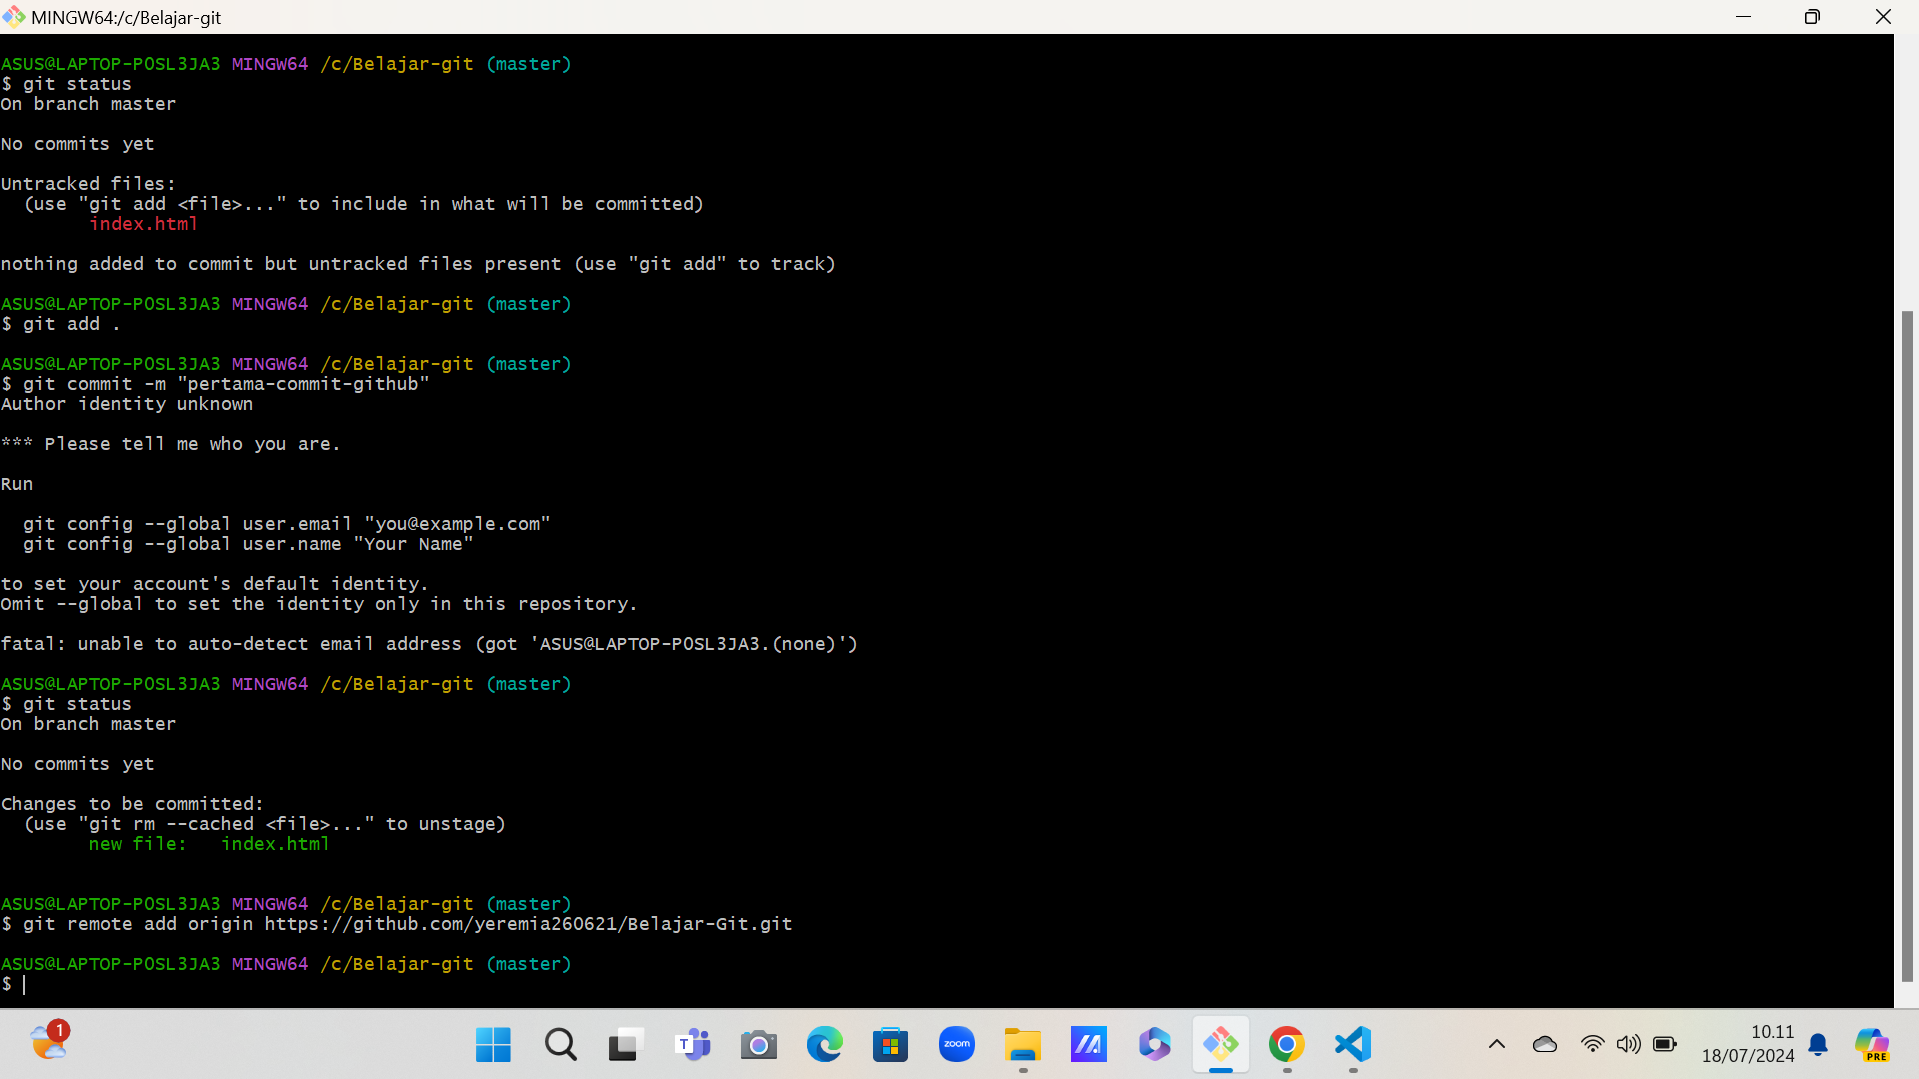 MINGW64:/c/Belajar-git
ASUS@LAPTOP-POSL3JA3 MINGW64 /c/Belajar-git (master)
$ git status
On branch master
No commits yet
Untracked files:
(use "git add <file>..." to include in what will be committed)
index.html
nothing added to commit but untracked files present (use "git add" to track)
ASUS@LAPTOP-POSL3JA3 MINGW64 /c/Belajar-git (master)
$ git add .
ASUS@LAPTOP-POSL3JA3 MINGW64 /c/Belajar-git (master)
$ git commit -m "pertama-commit-github"
Author identity unknown
*** Please tell me who you are.
Run
git config --global user.email "you@example.com"
git config --global user.name "Your Name"
to set your account's default identity.
Omit --global to set the identity only in this repository.
fatal: unable to auto-detect email address (got 'ASUS@LAPTOP-POSL3JA3.(none)')
ASUS@LAPTOP-POSL3JA3 MINGW64 /c/Belajar-git (master)
$ git status
On branch master
No commits yet
Changes to be committed:
(use "git rm --cached <file>..." to unstage)
new file:   index.html
ASUS@LAPTOP-POSL3JA3 MINGW64 /c/Belajar-git (master)
$ git remote add origin https://github.com/yeremia260621/Belajar-Git.git
ASUS@LAPTOP-POSL3JA3 MINGW64 /c/Belajar-git (master)
$
1
T
zoom
10.11
18/07/2024
PRE